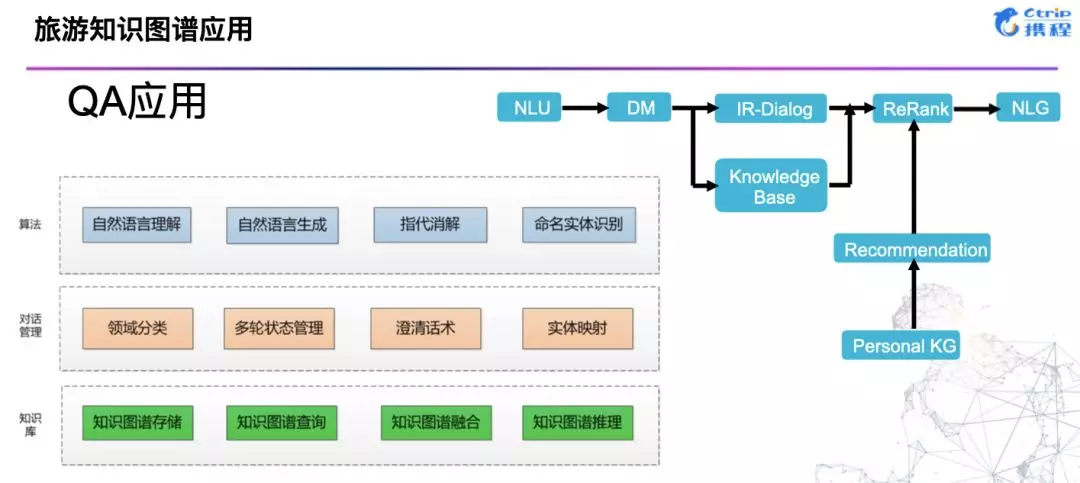 旅游知识图谱应用
Ctrip
携程
QA应用
NLU
DM
IR-Dialog
ReRank
NLG
Knowledge
Base
Recommendation
Personal KG
算法
自然语言理解
自然语言生成
指代消解
命名实体识别
对话
管理
领域分类
多轮状态管理
澄清话术
实体映射
知识
库
知识图谱存储
知识图谱查询
知识图谱融合
知识图谱推理